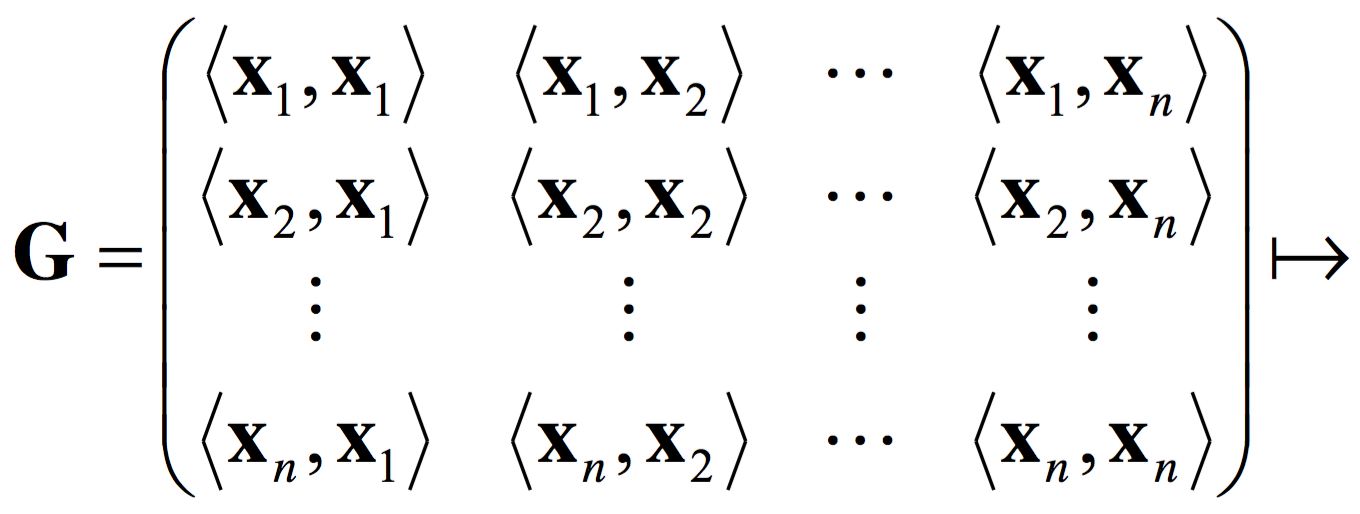 ⟨x₁, x₁⟩ ⟨x₁, x₂⟩ ⋯ ⟨x₁, xₙ⟩
⟨x₂, x₁⟩ ⟨x₂, x₂⟩ ⋯ ⟨x₂, xₙ⟩
G = ⋮ ⋮ ⋮ ⋮ ↦
⟨xₙ, x₁⟩ ⟨xₙ, x₂⟩ ⋯ ⟨xₙ, xₙ⟩